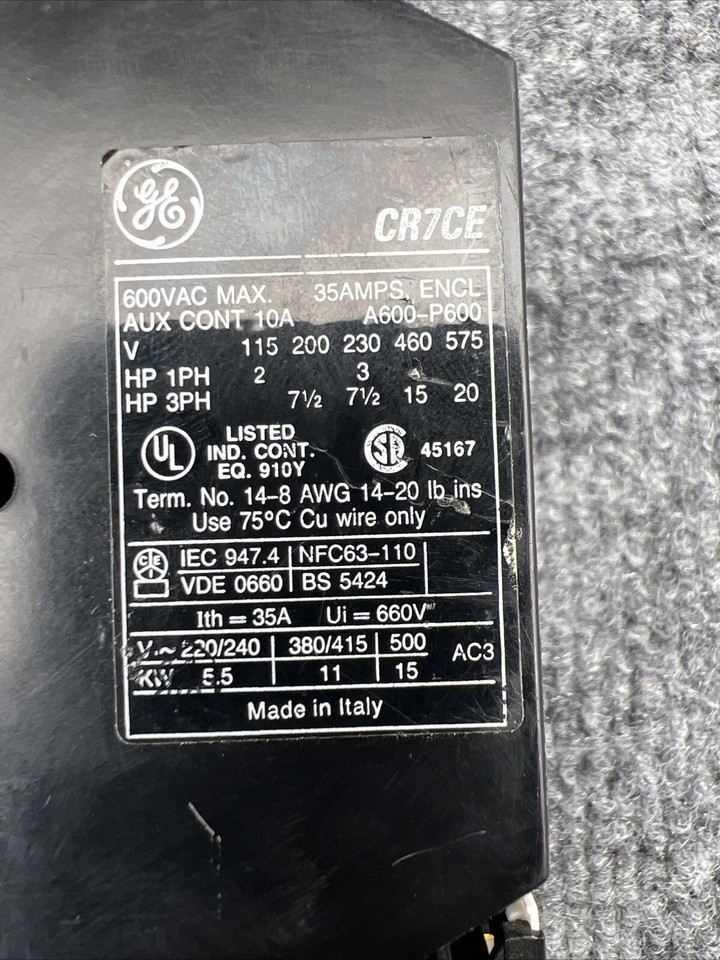 GE
CR7CE
600VAC MAX. 35AMPS ENCL
AUX CONT 10A A600-P600
V 115 200 230 460 575
HP 1PH 2 3
HP 3PH 7½ 7½ 15 20
UL LISTED
IND. CONT.
EQ. 910Y
SA 45167
Term. No. 14-8 AWG 14-20 lb ins
Use 75°C Cu wire only
IEC 947.4 NFC63-110
VDE 0660 BS 5424
Ith = 35A Ui = 660V
V~ 220/240 380/415 500 AC3
KW 5.5 11 15
Made in Italy